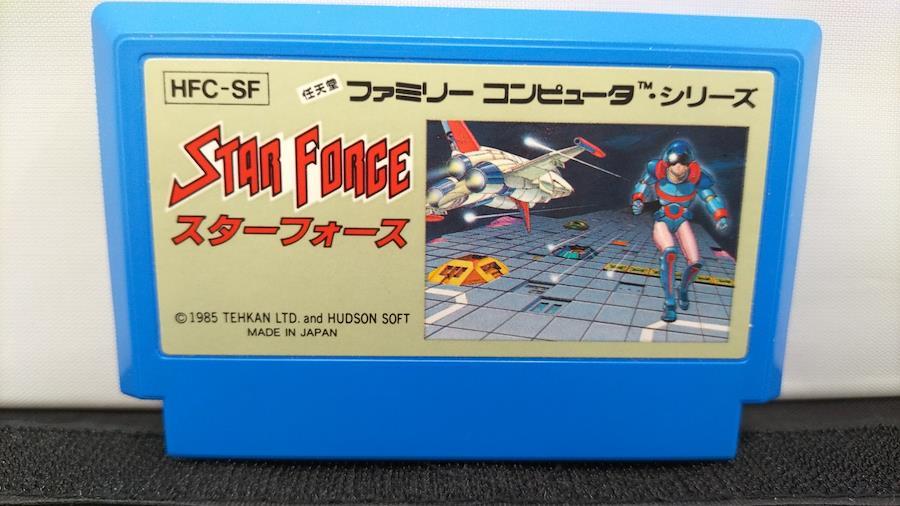 HFC-SF
任天堂 ファミリー コンピュータ™・シリーズ
STAR FORCE
スターフォース
© 1985 TEHKAN LTD. and HUDSON SOFT
MADE IN JAPAN